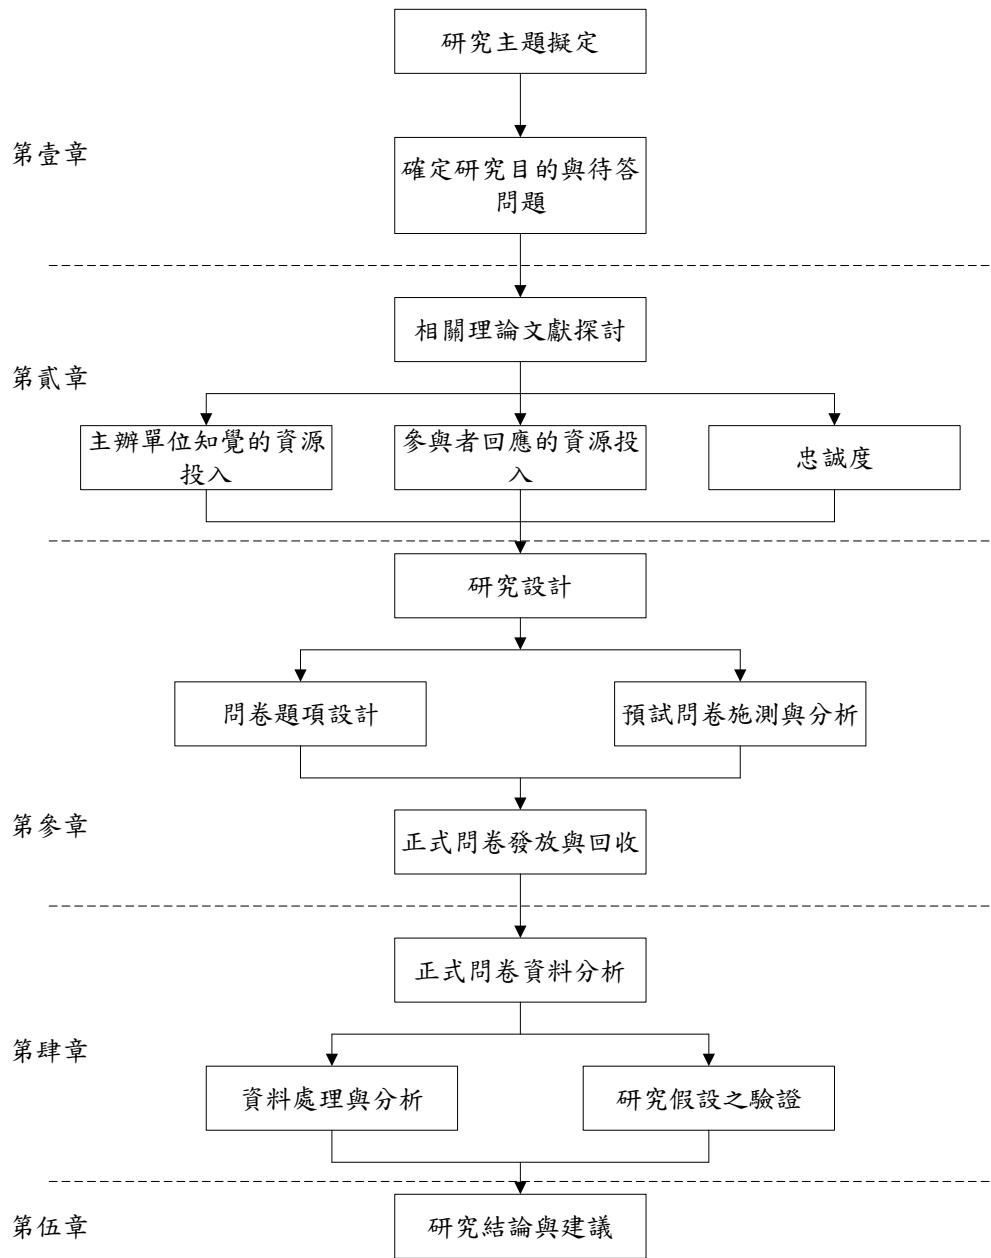 研究主題擬定
第壹章
確定研究目的與待答
問題
相關理論文獻探討
第貳章
主辦單位知覺的資源
投入
參與者回應的資源投
入
忠誠度
研究設計
問卷題項設計
預試問卷施測與分析
第參章
正式問卷發放與回收
正式問卷資料分析
第肆章
資料處理與分析
研究假設之驗證
第伍章
研究結論與建議